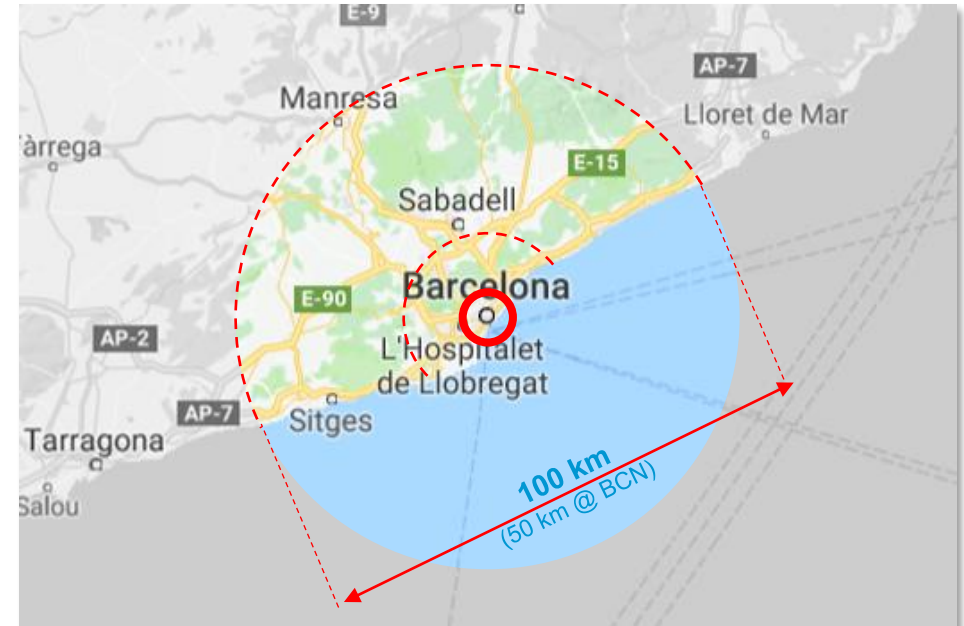 E-9
AP-7
Manresa
Lloret de Mar
àrrega
E-15
Sabadell
Barcelona
E-90
AP-2
L'Hospitalet
de Llobregat
AP-7
Sitges
Tarragona
Salou
100 km
(50 km @ BCN)